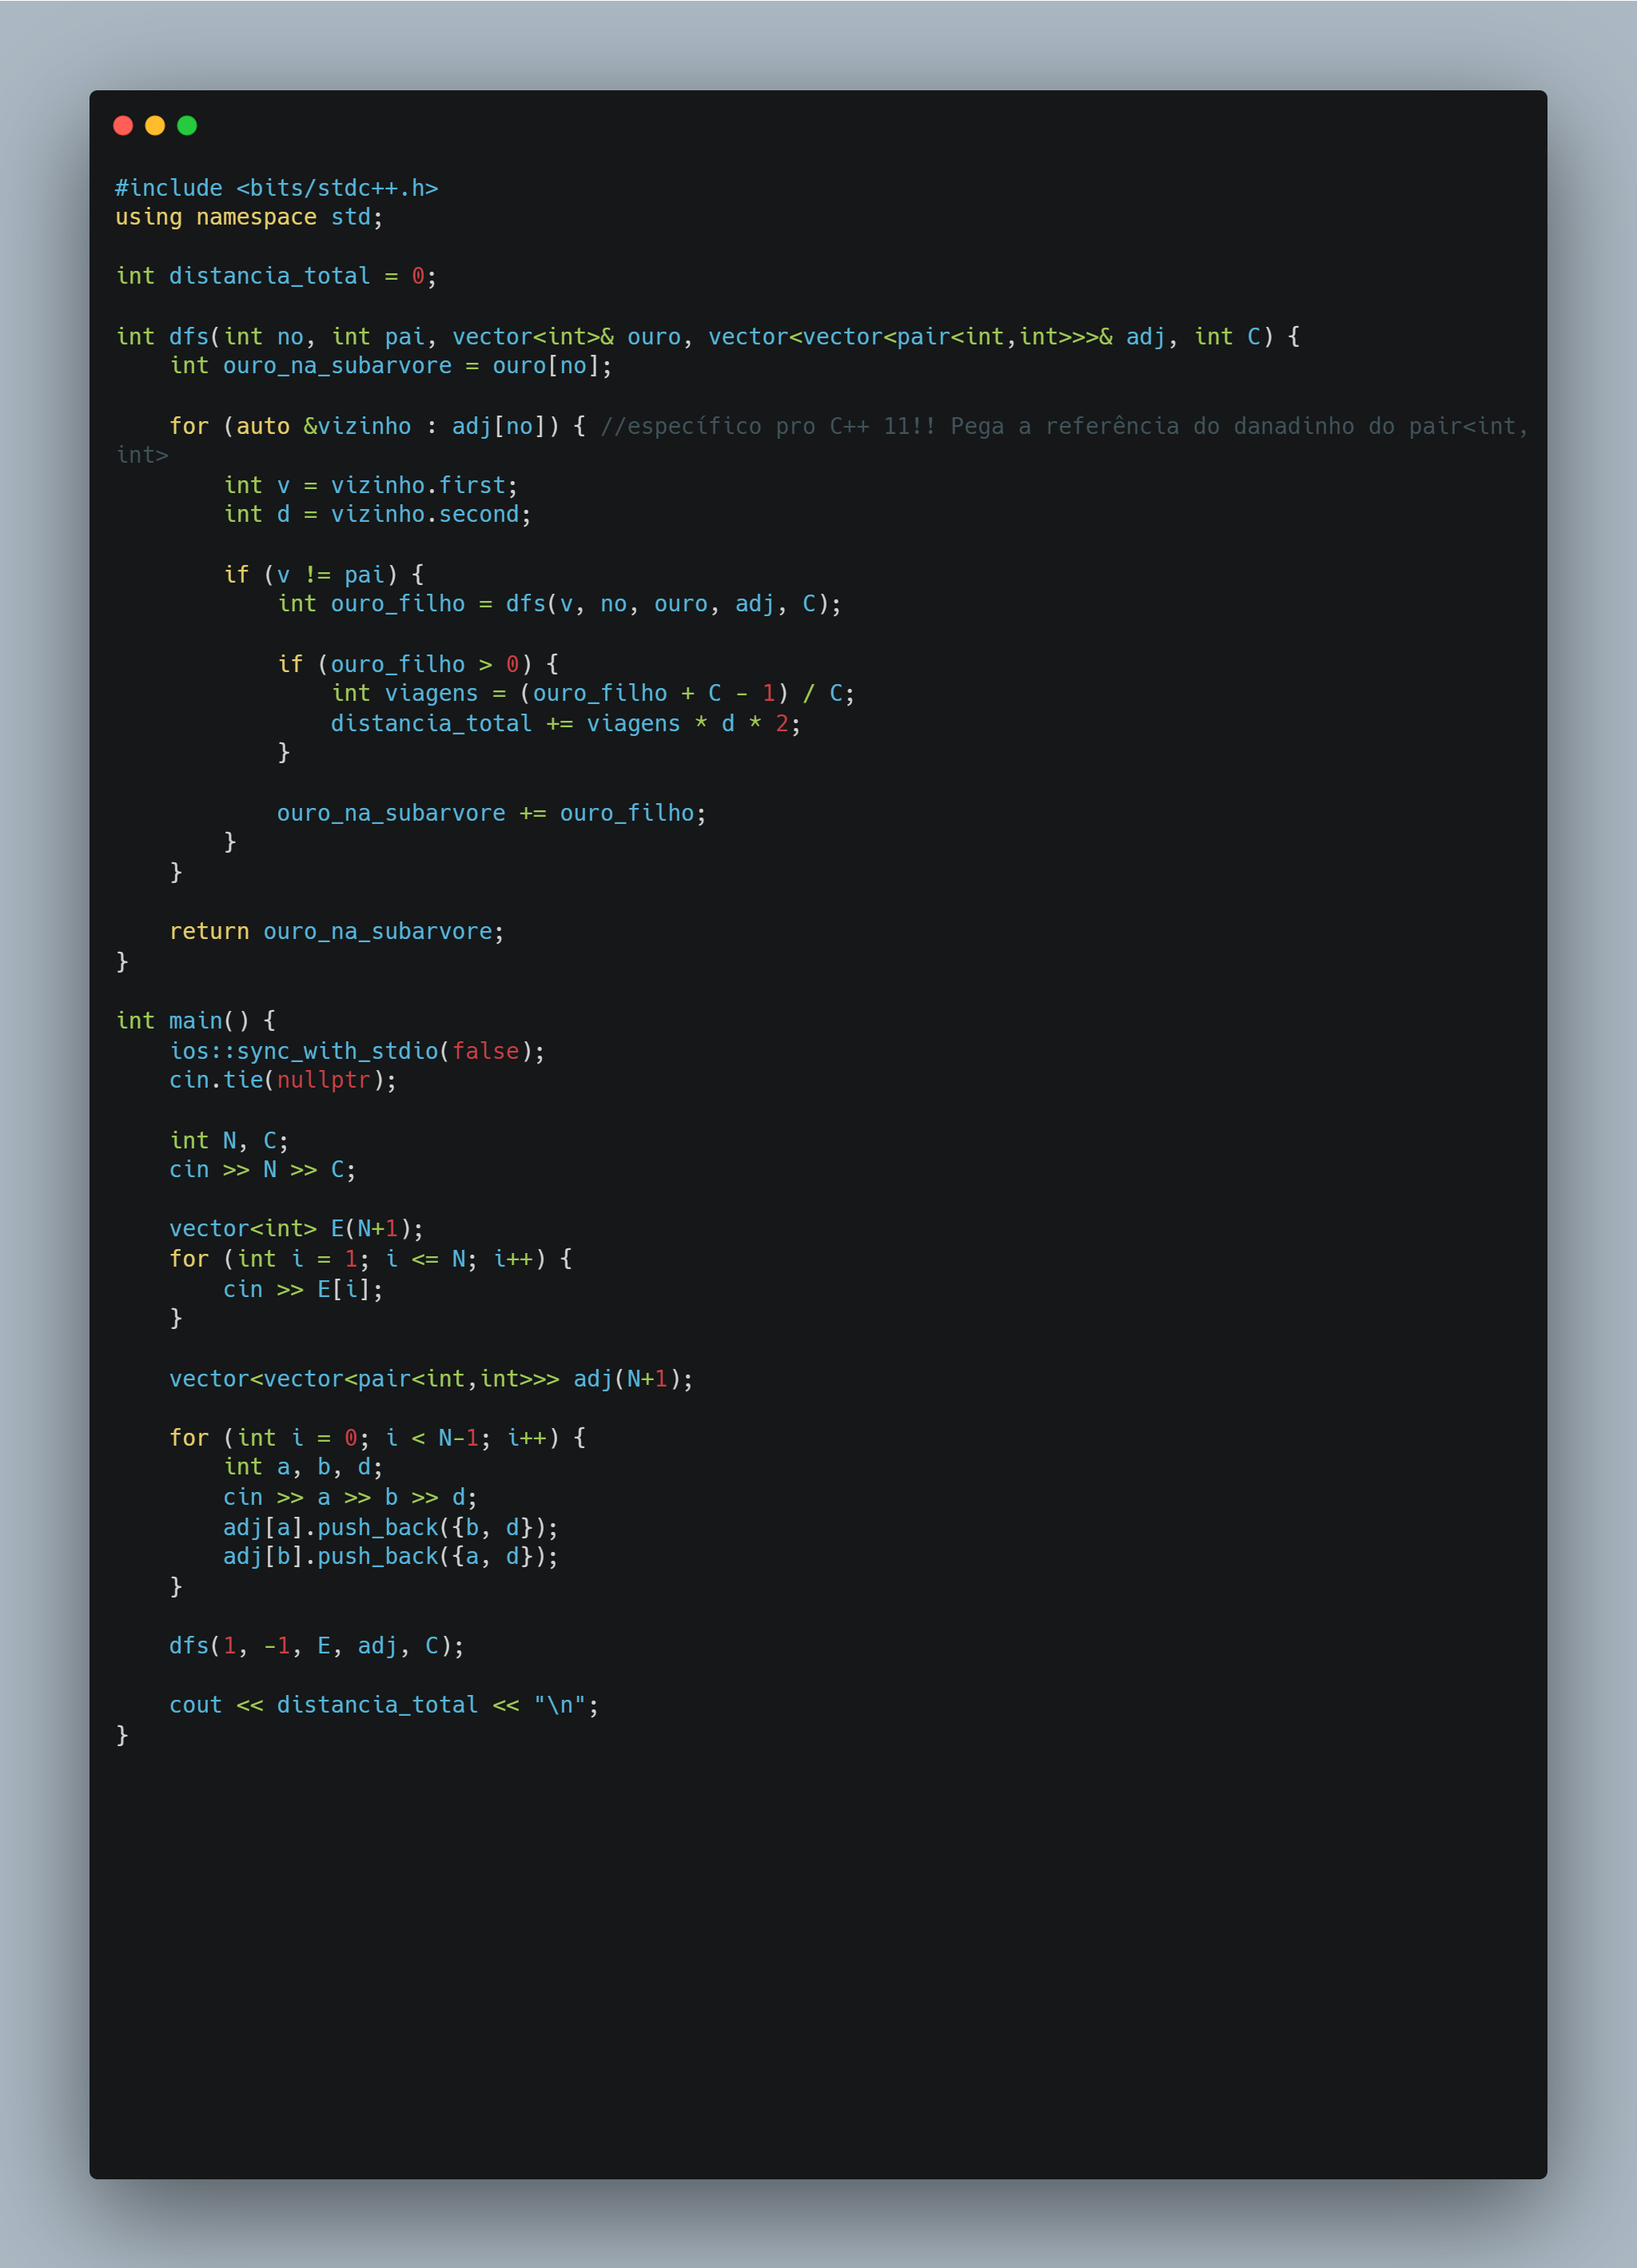 #include <bits/stdc++.h>
using namespace std;

int distancia_total = 0;

int dfs(int no, int pai, vector<int>& ouro, vector<vector<pair<int,int>>>& adj, int C) {
    int ouro_na_subarvore = ouro[no];

    for (auto &vizinho : adj[no]) { //específico pro C++ 11!! Pega a referência do danadinho do pair<int,
int>
        int v = vizinho.first;
        int d = vizinho.second;

        if (v != pai) {
            int ouro_filho = dfs(v, no, ouro, adj, C);

            if (ouro_filho > 0) {
                int viagens = (ouro_filho + C - 1) / C;
                distancia_total += viagens * d * 2;
            }

            ouro_na_subarvore += ouro_filho;
        }
    }

    return ouro_na_subarvore;
}

int main() {
    ios::sync_with_stdio(false);
    cin.tie(nullptr);

    int N, C;
    cin >> N >> C;

    vector<int> E(N+1);
    for (int i = 1; i <= N; i++) {
        cin >> E[i];
    }

    vector<vector<pair<int,int>>> adj(N+1);

    for (int i = 0; i < N-1; i++) {
        int a, b, d;
        cin >> a >> b >> d;
        adj[a].push_back({b, d});
        adj[b].push_back({a, d});
    }

    dfs(1, -1, E, adj, C);

    cout << distancia_total << "\n";
}